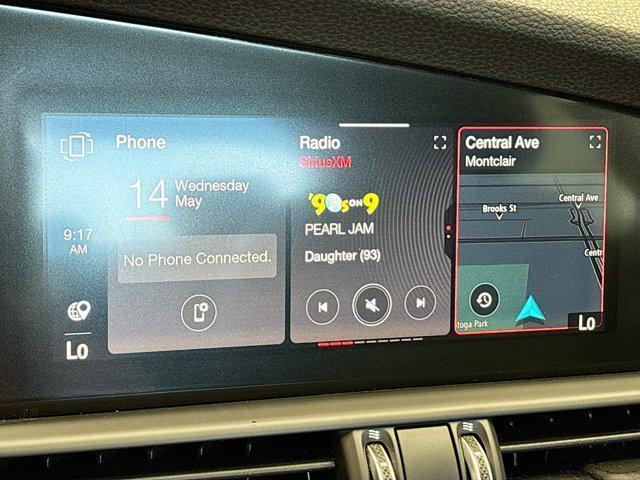 Phone
14 Wednesday
May
9:17
AM
No Phone Connected.
Lo
Radio
SiriusXM
'90s ON 9
PEARL JAM
Daughter (93)
Central Ave
Montclair
Central Ave
Brooks St
Centr
toga Park
Lo